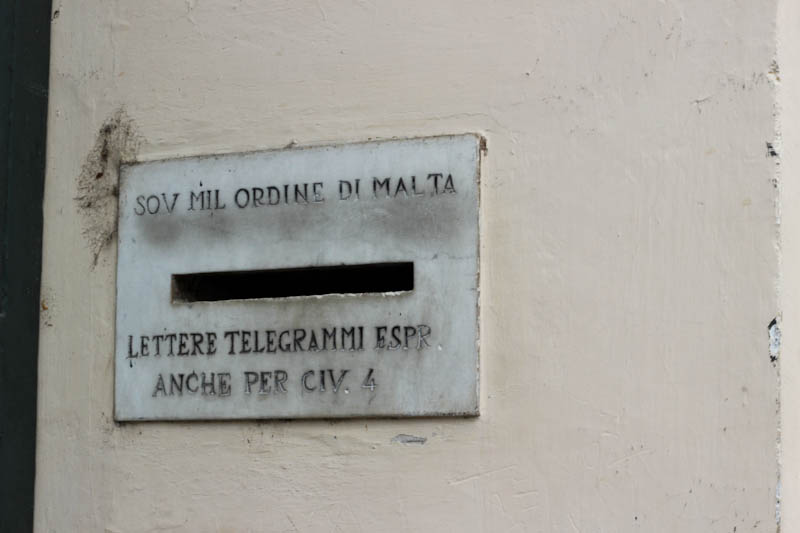 SOV MIL ORDINE DI MALTA
LETTERE TELEGRAMMI ESPR.
ANCHE PER CIV. 4